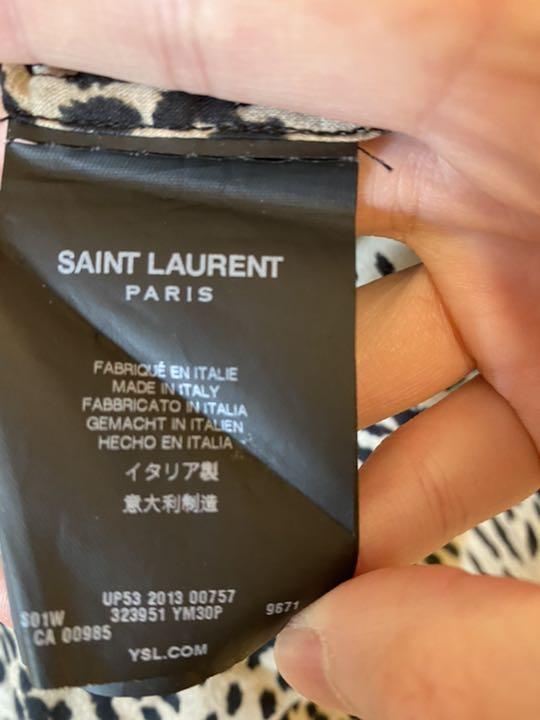 SAINT LAURENT
PARIS
FABRIQUÉ EN ITALIE
MADE IN ITALY
FABBRICATO IN ITALIA
GEMACHT IN ITALIEN
HECHO EN ITALIA
イタリア製
意大利制造
UP53 2013 00757
S01W 323951 YM30P 9671
CA 00985
YSL.COM